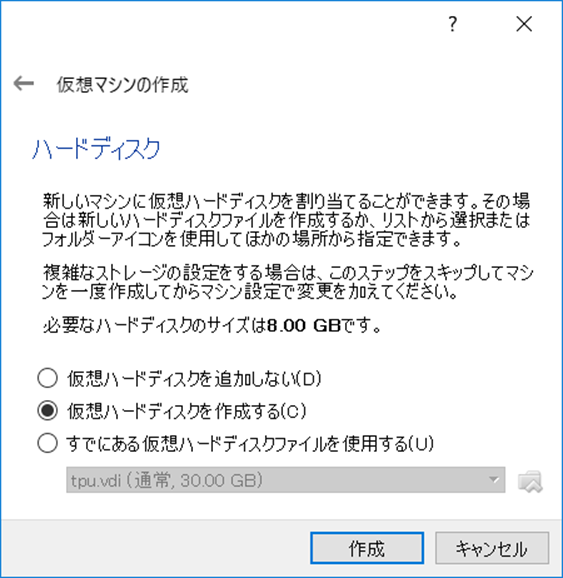 ?
仮想マシンの作成
ハードディスク
新しいマシンに仮想ハードディスクを割り当てることができます。その場
合は新しいハードディスクファイルを作成するか、リストから選択または
フォルダーアイコンを使用してほかの場所から指定できます。
複雑なストレージの設定をする場合は、このステップをスキップしてマシ
ンを一度作成してからマシン設定で変更を加えてください。
必要なハードディスクのサイズは8.00 GBです。
仮想ハードディスクを追加しない(D)
仮想ハードディスクを作成する(C)
すでにある仮想ハードディスクファイルを使用する(U)
tpu.vdi (通常, 30.00 GB)
作成 キャンセル